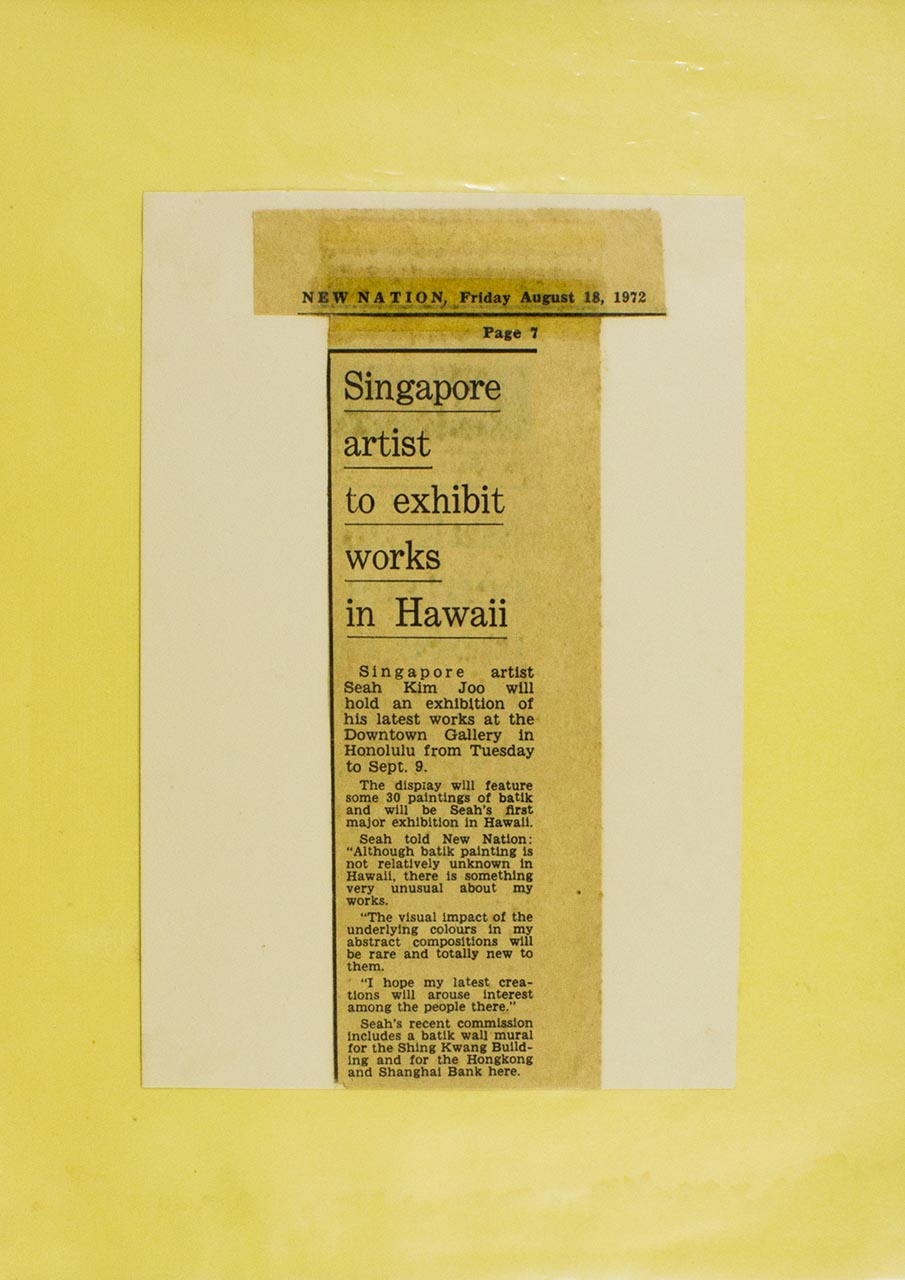 NEW NATION, Friday August 18, 1972
Page 7
Singapore
artist
to exhibit
works
in Hawaii
Singapore artist
Seah Kim Joo will
hold an exhibition of
his latest works at the
Downtown Gallery in
Honolulu from Tuesday
to Sept. 9.
The display will feature
some 30 paintings of batik
and will be Seah's first
major exhibition in Hawaii.
Seah told New Nation:
"Although batik painting is
not relatively unknown in
Hawaii, there is something
very unusual about my
works.
"The visual impact of the
underlying colours in my
abstract compositions will
be rare and totally new to
them.
"I hope my latest crea-
tions will arouse interest
among the people there."
Seah's recent commission
includes a batik wall mural
for the Shing Kwang Build-
ing and for the Hongkong
and Shanghai Bank here.